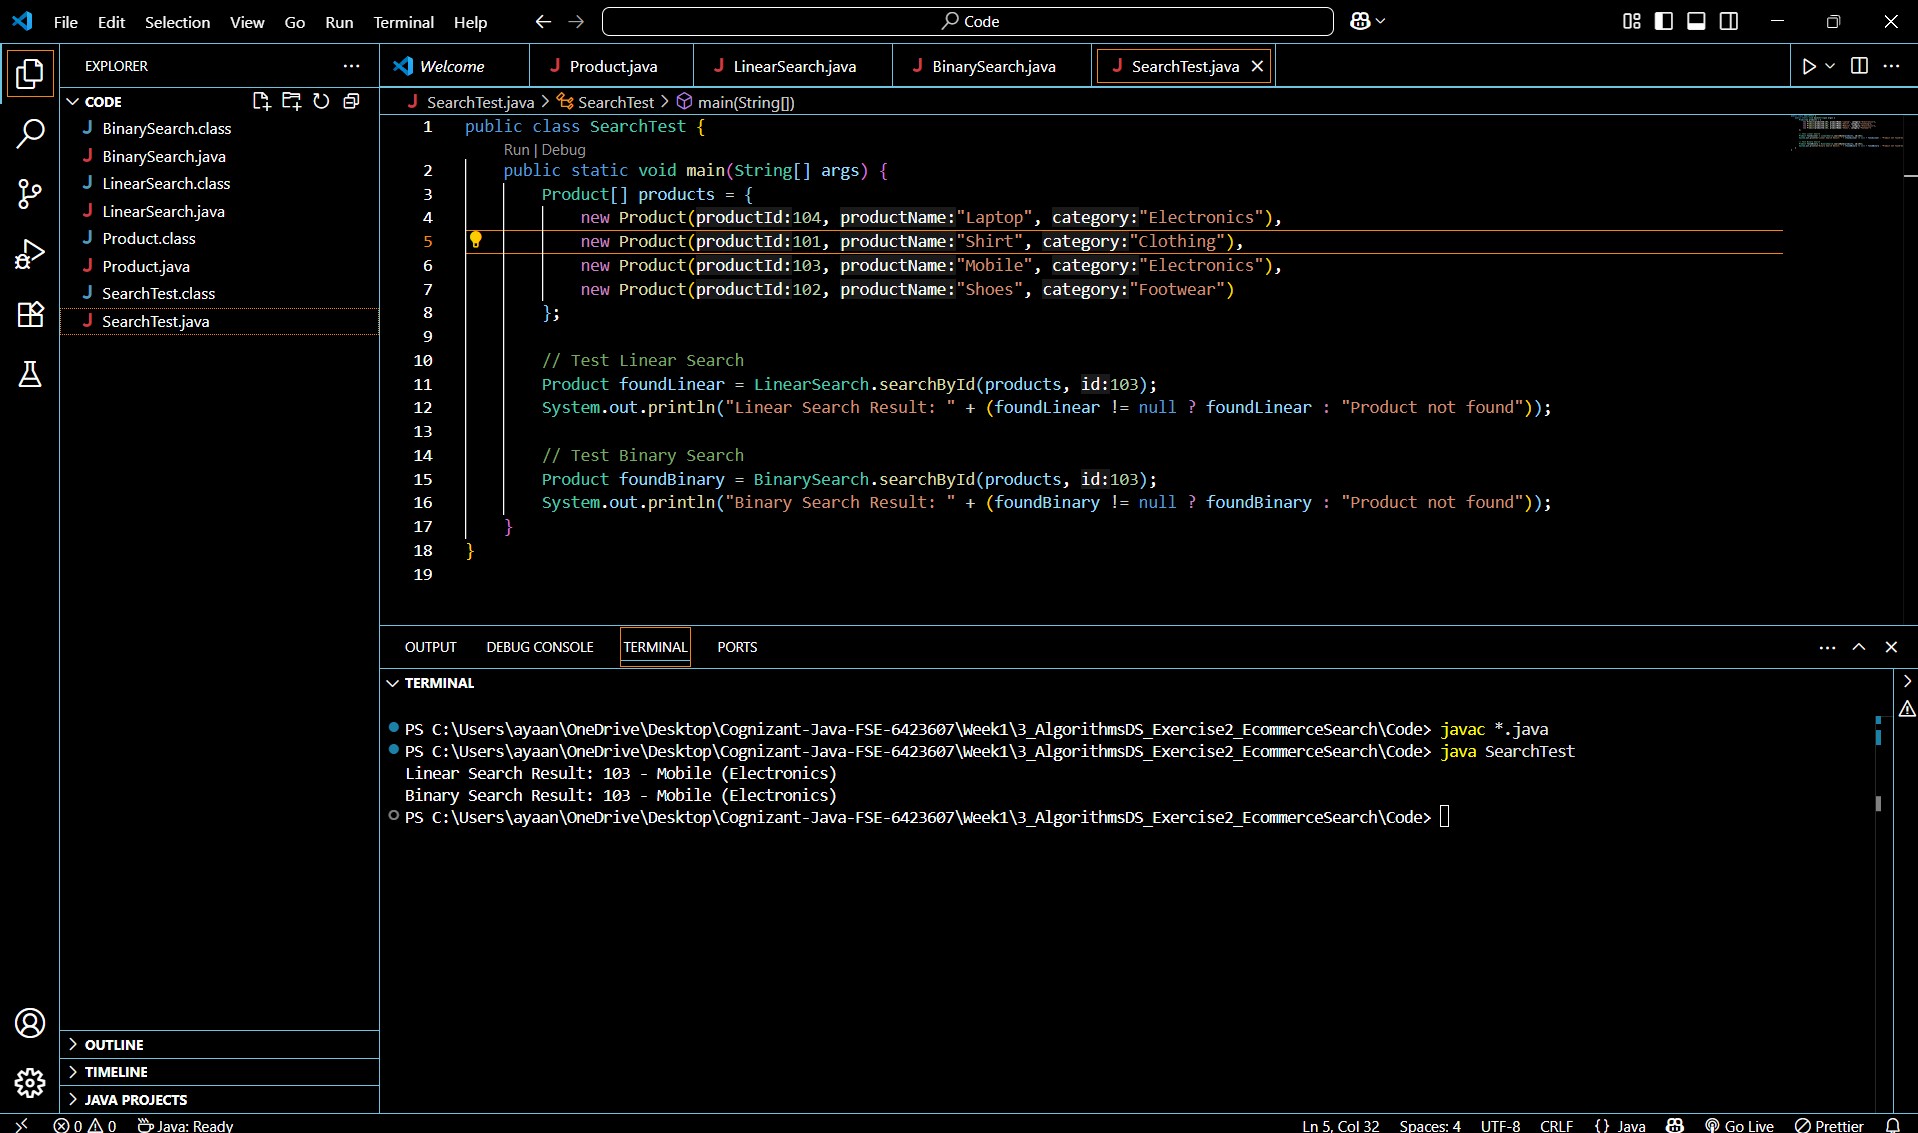 File Edit Selection View Go Run Terminal Help
Code
EXPLORER
CODE
BinarySearch.class
BinarySearch.java
LinearSearch.class
LinearSearch.java
Product.class
Product.java
SearchTest.class
SearchTest.java
OUTLINE
TIMELINE
JAVA PROJECTS
Welcome Product.java LinearSearch.java BinarySearch.java SearchTest.java
SearchTest.java > SearchTest > main(String[])
1 public class SearchTest {
Run | Debug
2 public static void main(String[] args) {
3 Product[] products = {
4 new Product(productId:104, productName:"Laptop", category:"Electronics"),
5 new Product(productId:101, productName:"Shirt", category:"Clothing"),
6 new Product(productId:103, productName:"Mobile", category:"Electronics"),
7 new Product(productId:102, productName:"Shoes", category:"Footwear")
8 };
9
10 // Test Linear Search
11 Product foundLinear = LinearSearch.searchById(products, id:103);
12 System.out.println("Linear Search Result: " + (foundLinear != null ? foundLinear : "Product not found"));
13
14 // Test Binary Search
15 Product foundBinary = BinarySearch.searchById(products, id:103);
16 System.out.println("Binary Search Result: " + (foundBinary != null ? foundBinary : "Product not found"));
17 }
18 }
19
OUTPUT DEBUG CONSOLE TERMINAL PORTS
TERMINAL
PS C:\Users\ayaan\OneDrive\Desktop\Cognizant-Java-FSE-6423607\Week1\3_AlgorithmsDS_Exercise2_EcommerceSearch\Code> javac *.java
PS C:\Users\ayaan\OneDrive\Desktop\Cognizant-Java-FSE-6423607\Week1\3_AlgorithmsDS_Exercise2_EcommerceSearch\Code> java SearchTest
Linear Search Result: 103 - Mobile (Electronics)
Binary Search Result: 103 - Mobile (Electronics)
PS C:\Users\ayaan\OneDrive\Desktop\Cognizant-Java-FSE-6423607\Week1\3_AlgorithmsDS_Exercise2_EcommerceSearch\Code>
0 0 Java: Ready Ln 5, Col 32 Spaces: 4 UTF-8 CRLF {} Java Go Live Prettier